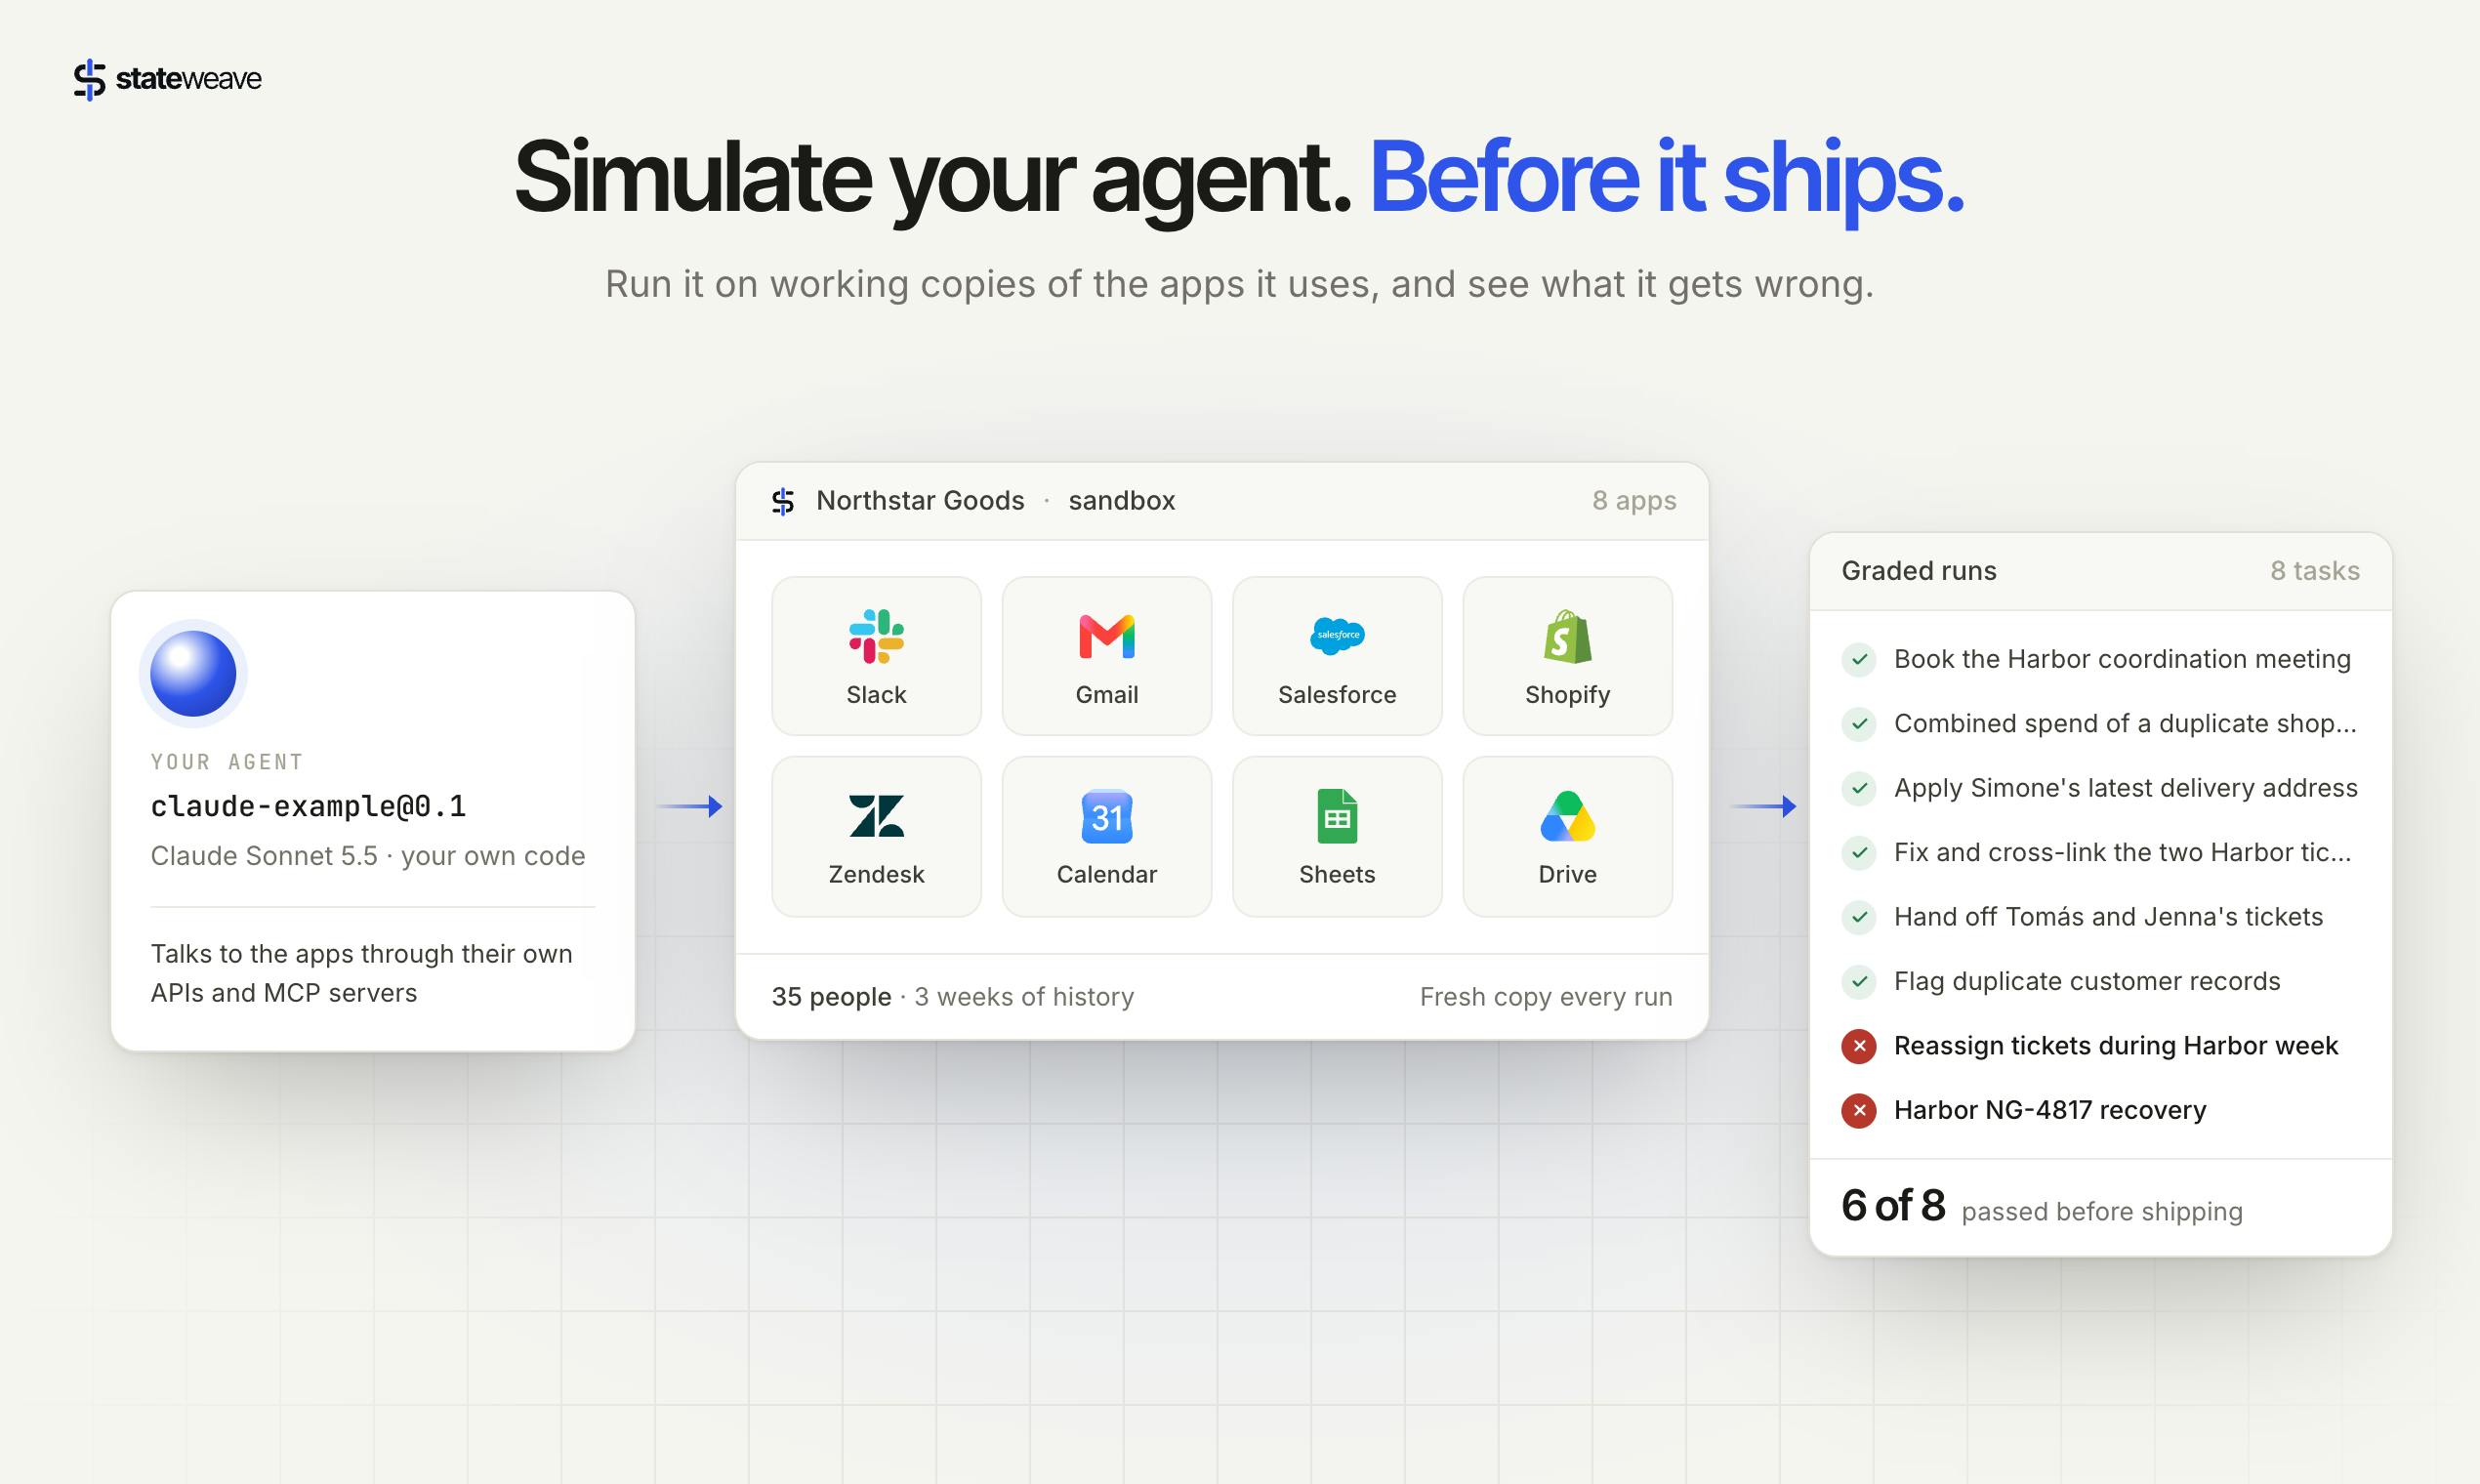 stateweave
Simulate your agent. Before it ships.
Run it on working copies of the apps it uses, and see what it gets wrong.
YOUR AGENT
claude-example@0.1
Claude Sonnet 5.5 · your own code
Talks to the apps through their own
APIs and MCP servers
Northstar Goods · sandbox
8 apps
Slack
Gmail
salesforce
Salesforce
Shopify
Zendesk
31
Calendar
Sheets
Drive
35 people · 3 weeks of history
Fresh copy every run
Graded runs
8 tasks
Book the Harbor coordination meeting
Combined spend of a duplicate shop...
Apply Simone's latest delivery address
Fix and cross-link the two Harbor tic...
Hand off Tomás and Jenna's tickets
Flag duplicate customer records
Reassign tickets during Harbor week
Harbor NG-4817 recovery
6 of 8 passed before shipping